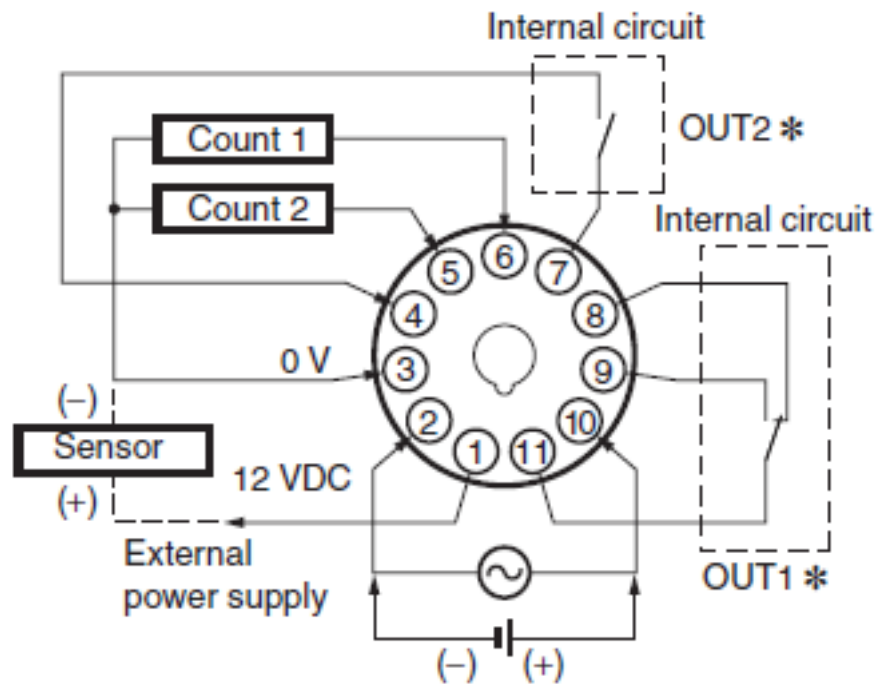 Internal circuit
OUT2 *
Count 1
Count 2
Internal circuit
6
5
7
4
8
0 V
3
9
(–)
2
10
Sensor
1
11
12 VDC
(+)
External
power supply
OUT1 *
(–)
(+)